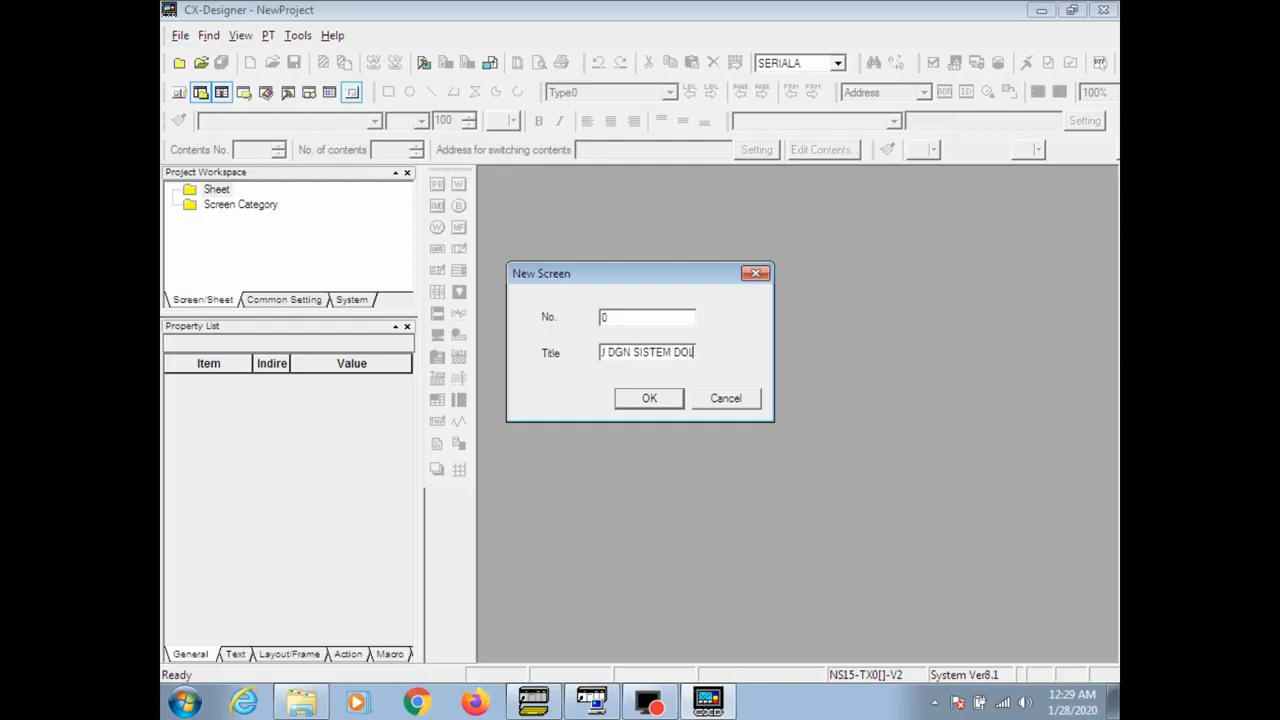 CX-Designer - NewProject
File Find View PT Tools Help
SERIALA
Type0 Address 100%
100 B I Setting
Contents No. No. of contents Address for switching contents Setting Edit Contents...
Project Workspace
Sheet
Screen Category
Screen/Sheet Common Setting System
Property List
Item Indire Value
General Text Layout/Frame Action Macro
New Screen
No. 0
Title J DGN SISTEM DOL
OK Cancel
Ready NS15-TX0[]-V2 System Ver8.1
12:29 AM
1/28/2020